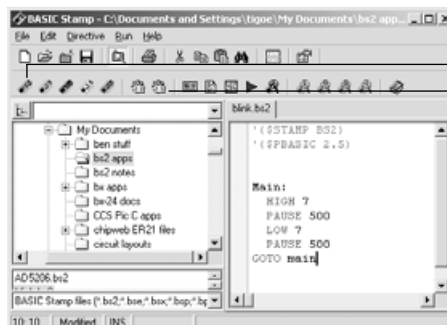 BASIC Stamp - C:\Documents and Settings\tigoe\My Documents\bs2 app...
File Edit Directive Run Help
blink.bs2
My Documents
ben stuff
bs2 apps
bs2 notes
bx apps
bx-24 docs
CCS Pic C apps
chipweb ER21 files
circuit layouts
AD5206.bs2
BASIC Stamp files (*.bs2;*.bse;*.bsx;*.bsp;*.bp
'{$STAMP BS2}
'{$PBASIC 2.5}
Main:
HIGH 7
PAUSE 500
LOW 7
PAUSE 500
GOTO main
10: 10 Modified INS